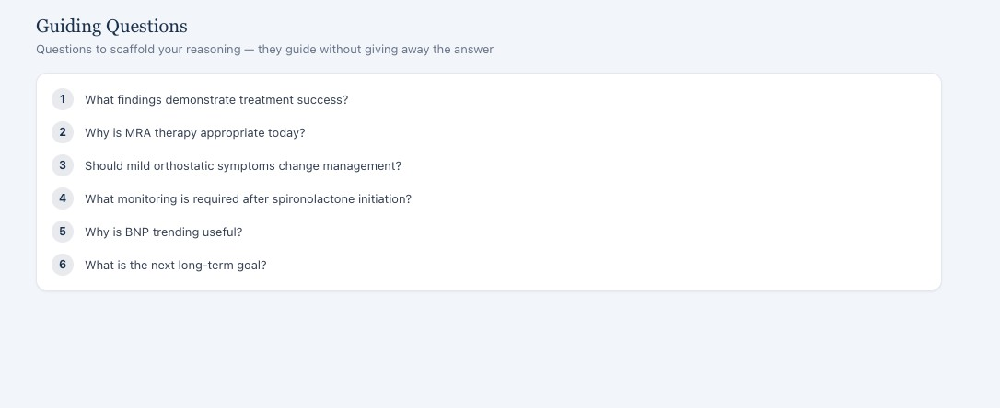 Guiding Questions
Questions to scaffold your reasoning — they guide without giving away the answer
1 What findings demonstrate treatment success?
2 Why is MRA therapy appropriate today?
3 Should mild orthostatic symptoms change management?
4 What monitoring is required after spironolactone initiation?
5 Why is BNP trending useful?
6 What is the next long-term goal?